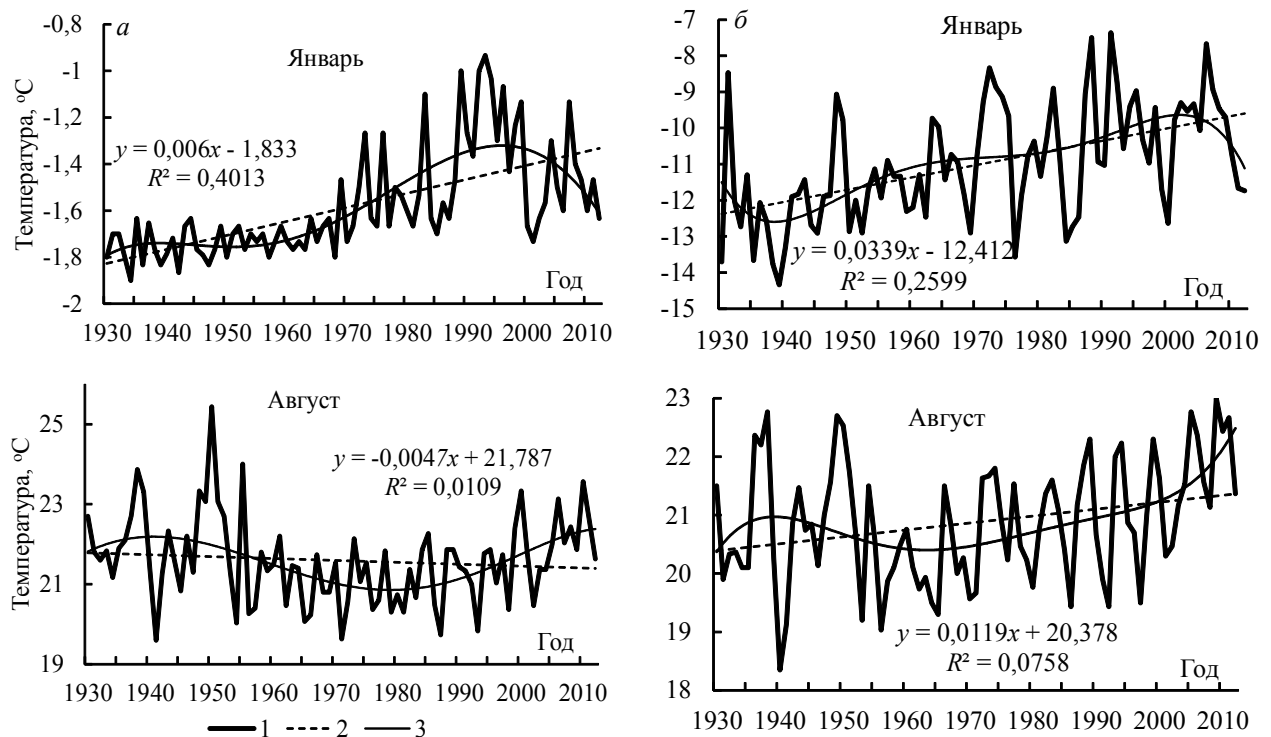 а
Январь
Температура, °С
-0,8
-1
-1,2
-1,4
-1,6
-1,8
-2
y = 0,006x - 1,833
R² = 0,4013
Год
1930 1940 1950 1960 1970 1980 1990 2000 2010
б
Январь
-7
-8
-9
-10
-11
-12
-13
-14
-15
y = 0,0339x - 12,412
R² = 0,2599
Год
1930 1940 1950 1960 1970 1980 1990 2000 2010
Август
Температура, °С
25
23
21
19
y = -0,0047x + 21,787
R² = 0,0109
Год
1930 1940 1950 1960 1970 1980 1990 2000 2010
Август
23
22
21
20
19
18
y = 0,0119x + 20,378
R² = 0,0758
Год
1930 1940 1950 1960 1970 1980 1990 2000 2010
1 2 3